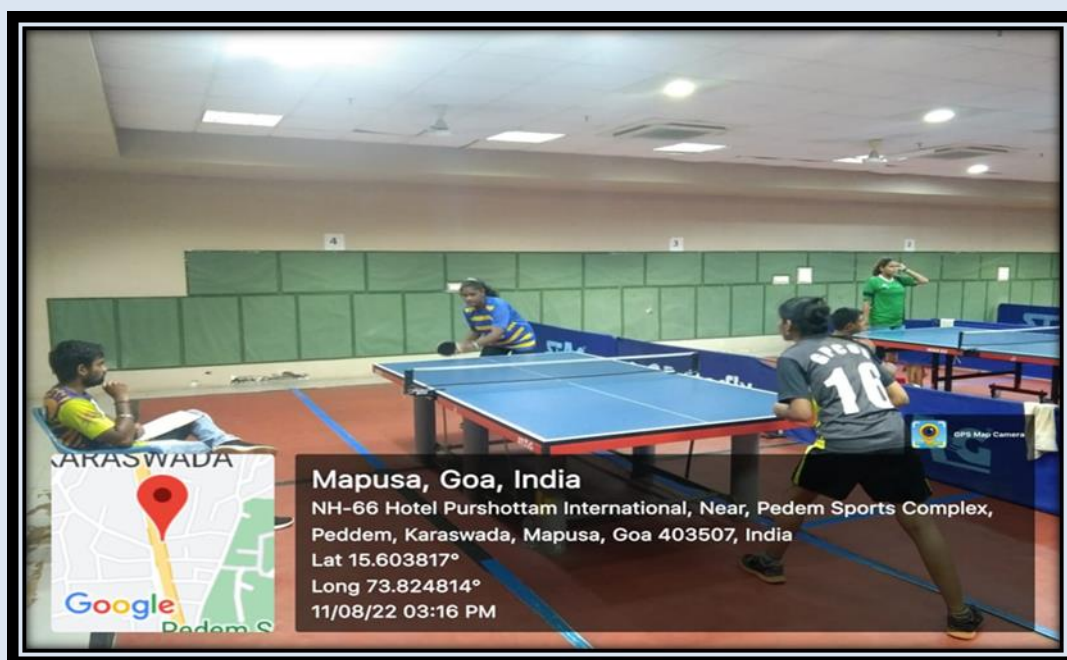 4
3
2
16
GPS Map Camera
KARASWADA
Google
Mapusa, Goa, India
NH-66 Hotel Purshottam International, Near, Pedem Sports Complex,
Peddem, Karaswada, Mapusa, Goa 403507, India
Lat 15.603817°
Long 73.824814°
11/08/22 03:16 PM